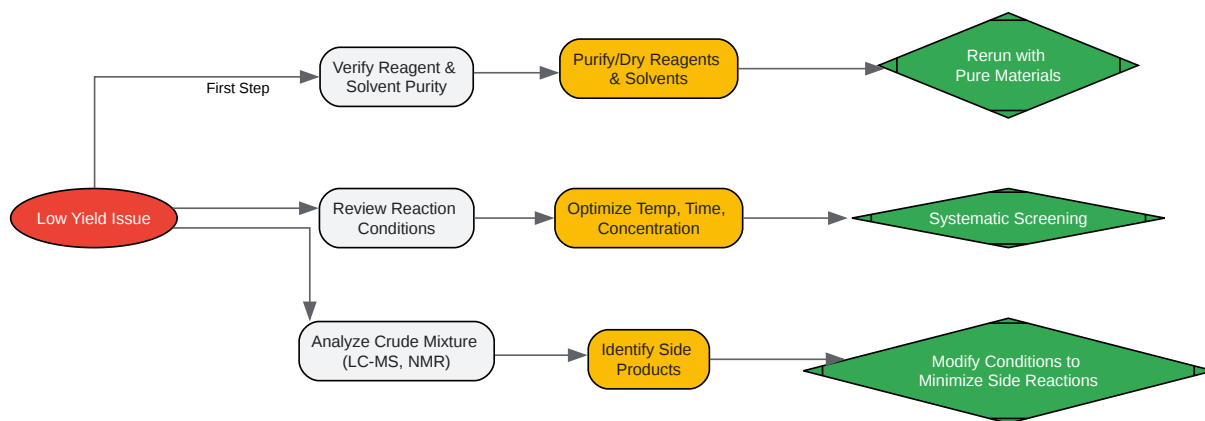 Verify Reagent &
Solvent Purity
Purify/Dry Reagents
& Solvents
Rerun with
Pure Materials
First Step
Low Yield Issue
Review Reaction
Conditions
Optimize Temp, Time,
Concentration
Systematic Screening
Analyze Crude Mixture
(LC-MS, NMR)
Identify Side
Products
Modify Conditions to
Minimize Side Reactions